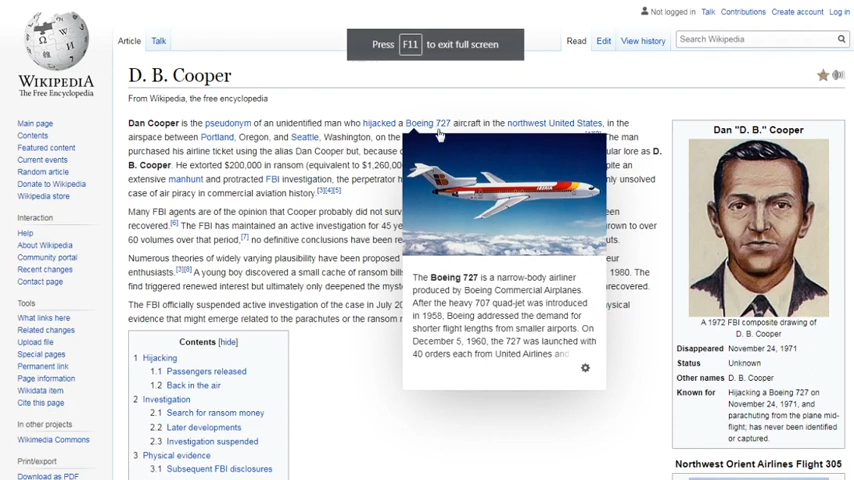 Not logged in Talk Contributions Create account Log in
Press F11 to exit full screen
Article Talk
Read Edit View history
Search Wikipedia
WIKIPEDIA
The Free Encyclopedia
D. B. Cooper
From Wikipedia, the free encyclopedia
Main page
Contents
Featured content
Current events
Random article
Donate to Wikipedia
Wikipedia store
Interaction
Help
About Wikipedia
Community portal
Recent changes
Contact page
Tools
What links here
Related changes
Upload file
Special pages
Permanent link
Page information
Wikidata item
Cite this page
In other projects
Wikimedia Commons
Print/export
Download as PDF
Dan Cooper is the pseudonym of an unidentified man who hijacked a Boeing 727 aircraft in the northwest United States, in the
airspace between Portland, Oregon, and Seattle, Washington, on the The man
purchased his airline ticket using the alias Dan Cooper but, because lore as D.
B. Cooper. He extorted $200,000 in ransom (equivalent to $1,260,00 an
extensive manhunt and protracted FBI investigation, the perpetrator unsolved
case of air piracy in commercial aviation history.[3][4][5]
Many FBI agents are of the opinion that Cooper probably did not been
recovered.[6] The FBI has maintained an active investigation for 45 to over
60 volumes over that period,[7] no definitive conclusions have been
Numerous theories of widely varying plausibility have been proposed
enthusiasts.[3][8] A young boy discovered a small cache of ransom 1980. The
find triggered renewed interest but ultimately only deepened the recovered.
The FBI officially suspended active investigation of the case in July
evidence that might emerge related to the parachutes or the ransom
IBERIA
The Boeing 727 is a narrow-body airliner
produced by Boeing Commercial Airplanes.
After the heavy 707 quad-jet was introduced
in 1958, Boeing addressed the demand for
shorter flight lengths from smaller airports. On
December 5, 1960, the 727 was launched with
40 orders each from United Airlines and
Contents [hide]
1 Hijacking
1.1 Passengers released
1.2 Back in the air
2 Investigation
2.1 Search for ransom money
2.2 Later developments
2.3 Investigation suspended
3 Physical evidence
3.1 Subsequent FBI disclosures
Dan "D. B." Cooper
A 1972 FBI composite drawing of
D. B. Cooper
Disappeared November 24, 1971
Status Unknown
Other names D. B. Cooper
Known for Hijacking a Boeing 727 on
November 24, 1971, and
parachuting from the plane mid-
flight; has never been identified
or captured.
Northwest Orient Airlines Flight 305